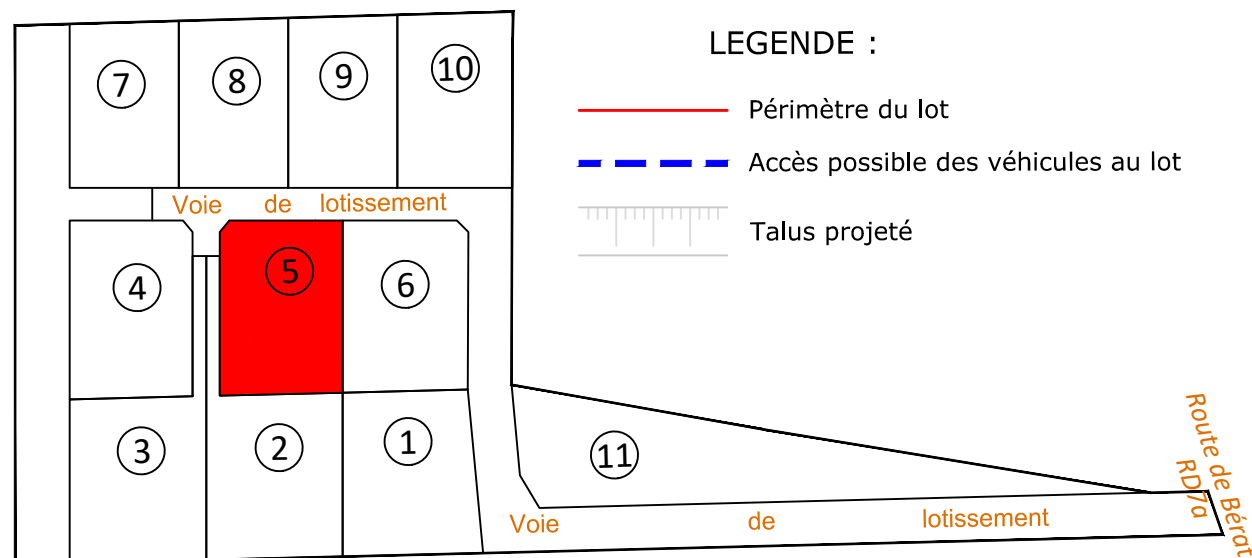 LEGENDE :
Périmètre du lot
Accès possible des véhicules au lot
Talus projeté
7
8
9
10
Voie de lotissement
4
5
6
3
2
1
11
Voie de lotissement
Route de Bérat
RD7a